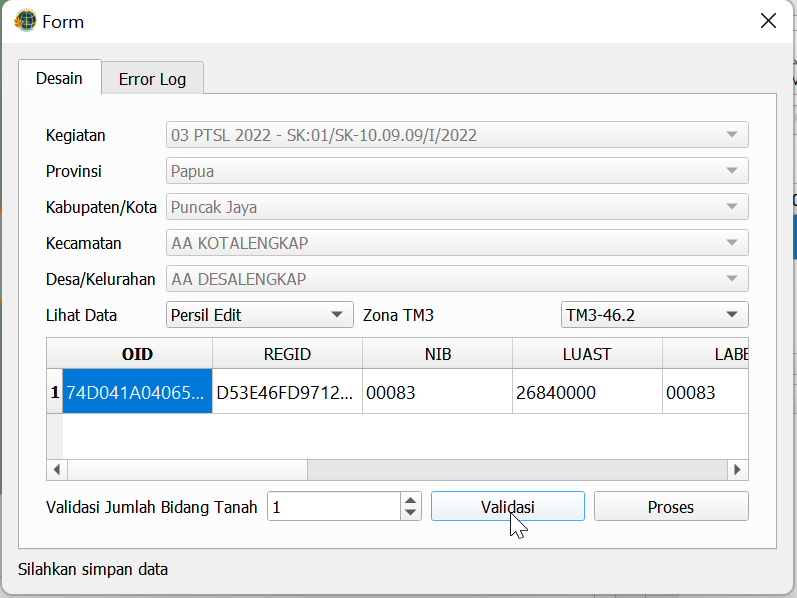 Form
Desain Error Log
Kegiatan 03 PTSL 2022 - SK:01/SK-10.09.09/I/2022
Provinsi Papua
Kabupaten/Kota Puncak Jaya
Kecamatan AA KOTALENGKAP
Desa/Kelurahan AA DESALENGKAP
Lihat Data Persil Edit Zona TM3 TM3-46.2
OID REGID NIB LUAST LABE
1 74D041A04065... D53E46FD9712... 00083 26840000 00083
Validasi Jumlah Bidang Tanah 1 Validasi Proses
Silahkan simpan data